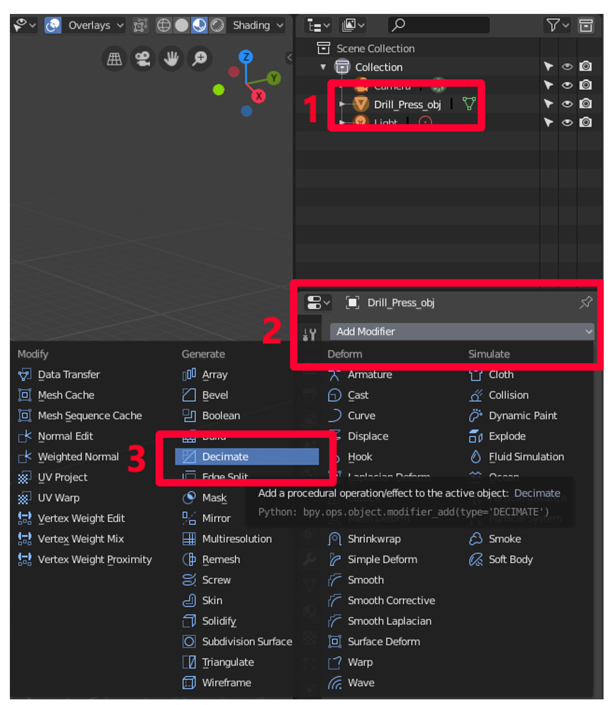 Overlays
Shading
Scene Collection
Collection
Camera
1
Drill_Press_obj
Light
Z
Y
X
Drill_Press_obj
2
Add Modifier
Modify
Data Transfer
Mesh Cache
Mesh Sequence Cache
Normal Edit
Weighted Normal
UV Project
UV Warp
Vertex Weight Edit
Vertex Weight Mix
Vertex Weight Proximity
Generate
Array
Bevel
Boolean
Build
3
Decimate
Edge Split
Mask
Mirror
Multiresolution
Remesh
Screw
Skin
Solidify
Subdivision Surface
Triangulate
Wireframe
Deform
Armature
Cast
Curve
Displace
Hook
Laplacian Deform
Add a procedural operation/effect to the active object: Decimate
Python: bpy.ops.object.modifier_add(type='DECIMATE')
Shrinkwrap
Simple Deform
Smooth
Smooth Corrective
Smooth Laplacian
Surface Deform
Warp
Wave
Simulate
Cloth
Collision
Dynamic Paint
Explode
Fluid Simulation
Ocean
Smoke
Soft Body